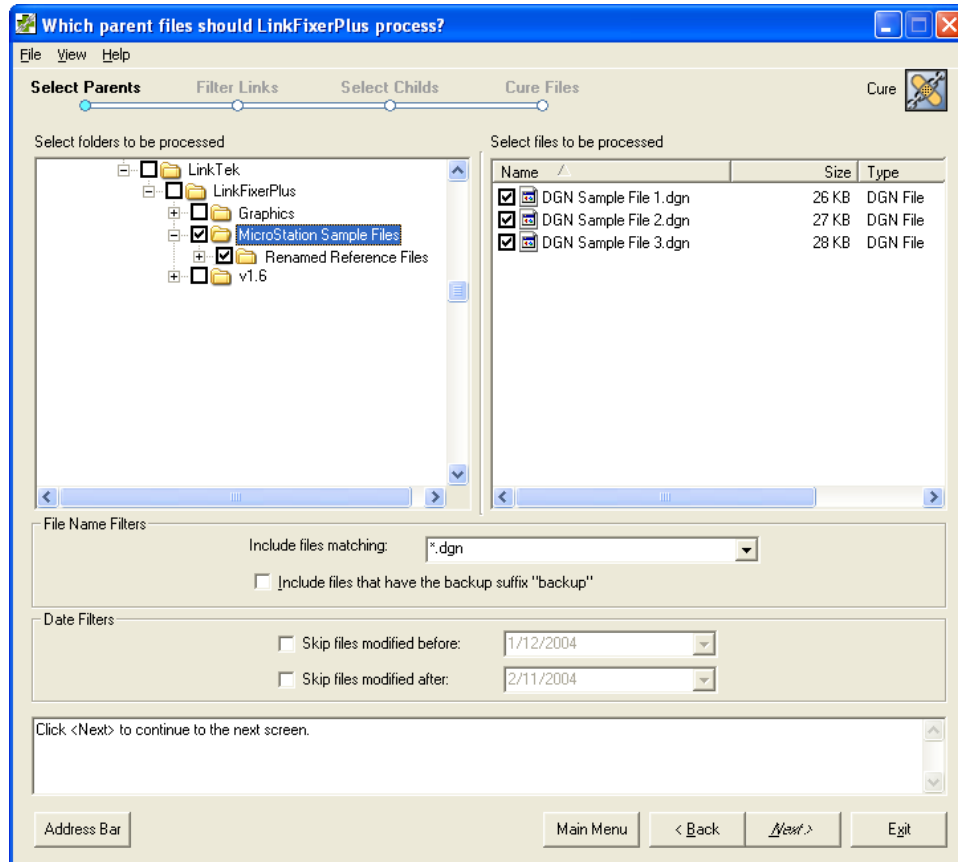 Which parent files should LinkFixerPlus process?
File View Help
Select Parents Filter Links Select Childs Cure Files Cure
Select folders to be processed
LinkTek
LinkFixerPlus
Graphics
MicroStation Sample Files
Renamed Reference Files
v1.6
Select files to be processed
Name Size Type
DGN Sample File 1.dgn 26 KB DGN File
DGN Sample File 2.dgn 27 KB DGN File
DGN Sample File 3.dgn 28 KB DGN File
File Name Filters
Include files matching: *.dgn
Include files that have the backup suffix "backup"
Date Filters
Skip files modified before: 1/12/2004
Skip files modified after: 2/11/2004
Click <Next> to continue to the next screen.
Address Bar Main Menu < Back Next > Exit